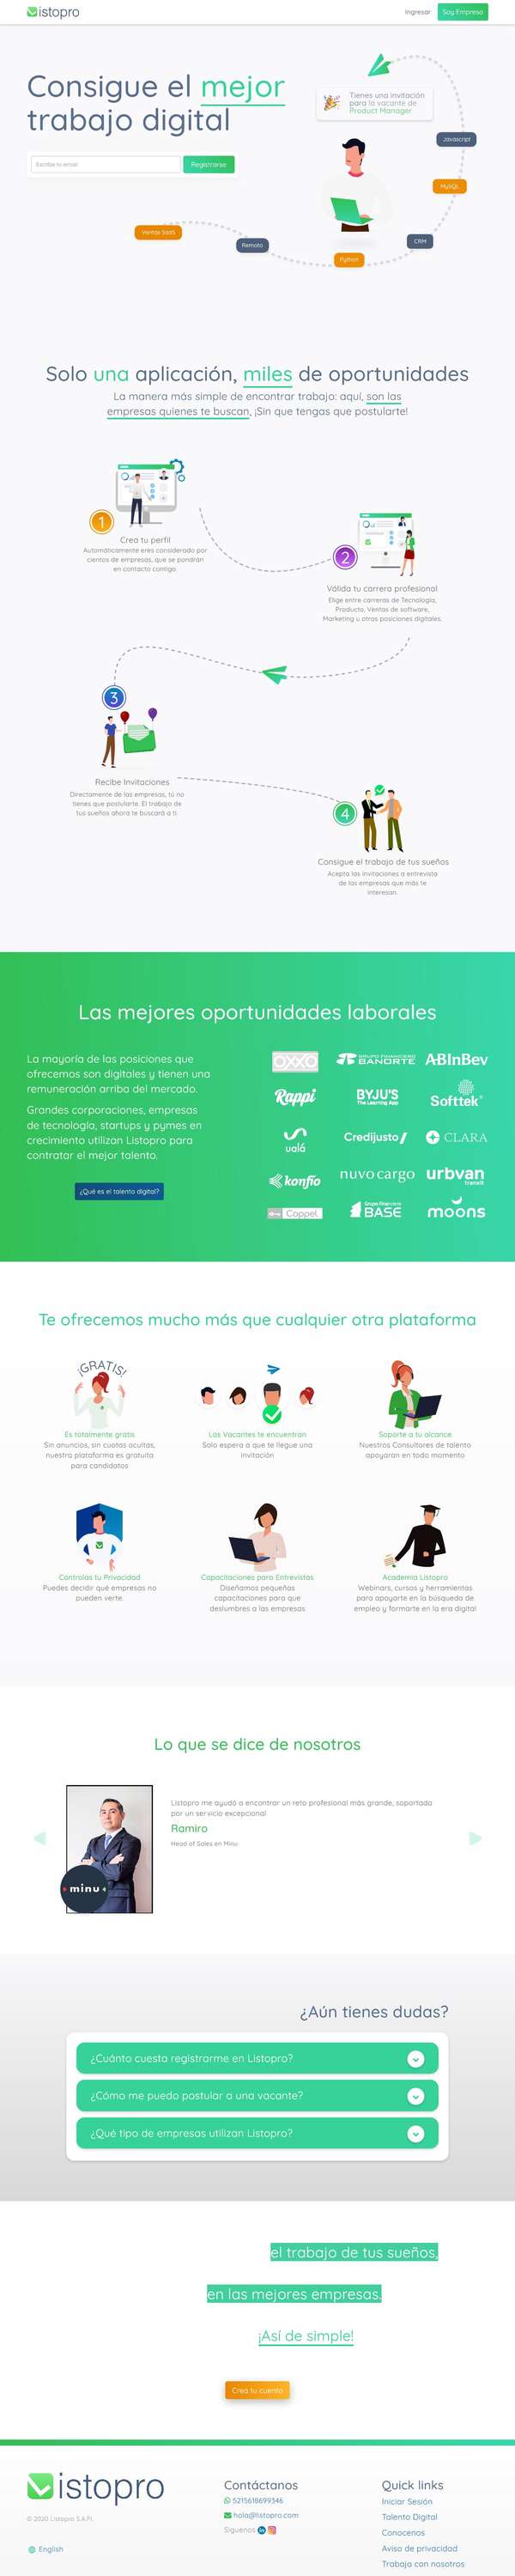 listopro
Ingresar
Soy Empresa
Consigue el mejor
trabajo digital
Tienes una invitación
para la vacante de
Product Manager
Escribe tu email
Registrarse
Javascript
MySQL
Ventas SaaS
Remoto
CRM
Python
Solo una aplicación, miles de oportunidades
La manera más simple de encontrar trabajo: aquí, son las
empresas quienes te buscan, ¡Sin que tengas que postularte!
1
Crea tu perfil
Automáticamente eres considerado por
cientos de empresas, que se pondrán
en contacto contigo.
2
Válida tu carrera profesional
Elige entre carreras de Tecnología,
Producto, Ventas de software,
Marketing u otras posiciones digitales.
3
Recibe Invitaciones
Directamente de las empresas, tú no
tienes que postularte. El trabajo de
tus sueños ahora te buscará a ti.
4
Consigue el trabajo de tus sueños
Acepta las invitaciones a entrevista
de las empresas que más te
interesan.
Las mejores oportunidades laborales
La mayoría de las posiciones que
ofrecemos son digitales y tienen una
remuneración arriba del mercado.
Grandes corporaciones, empresas
de tecnología, startups y pymes en
crecimiento utilizan Listopro para
contratar el mejor talento.
¿Qué es el talento digital?
OXXO
GRUPO FINANCIERO
BANORTE
ABInBev
Rappi
BYJU'S
The Learning App
Softtek
ualá
Credijusto
CLARA
konfío
nuvocargo
urbvan
transit
Coppel
Grupo Financiero
BASE
moons
Te ofrecemos mucho más que cualquier otra plataforma
¡GRATIS!
Es totalmente gratis
Sin anuncios, sin cuotas ocultas,
nuestra plataforma es gratuita
para candidatos
Las Vacantes te encuentran
Solo espera a que te llegue una
invitación
Soporte a tu alcance
Nuestros Consultores de talento
apoyaran en todo momento
Controlas tu Privacidad
Puedes decidir qué empresas no
pueden verte.
Capacitaciones para Entrevistas
Diseñamos pequeñas
capacitaciones para que
deslumbres a las empresas
Academia Listopro
Webinars, cursos y herramientas
para apoyarte en la búsqueda de
empleo y formarte en la era digital
Lo que se dice de nosotros
Listopro me ayudó a encontrar un reto profesional más grande, soportada
por un servicio excepcional
Ramiro
Head of Sales en Minu
minu
¿Aún tienes dudas?
¿Cuánto cuesta registrarme en Listopro?
¿Cómo me puedo postular a una vacante?
¿Qué tipo de empresas utilizan Listopro?
el trabajo de tus sueños,
en las mejores empresas.
¡Así de simple!
Crea tu cuenta
listopro
© 2020 Listopro S.A.P.I.
English
Contáctanos
5215618699346
hola@listopro.com
Síguenos
Quick links
Iniciar Sesión
Talento Digital
Conocenos
Aviso de privacidad
Trabaja con nosotros